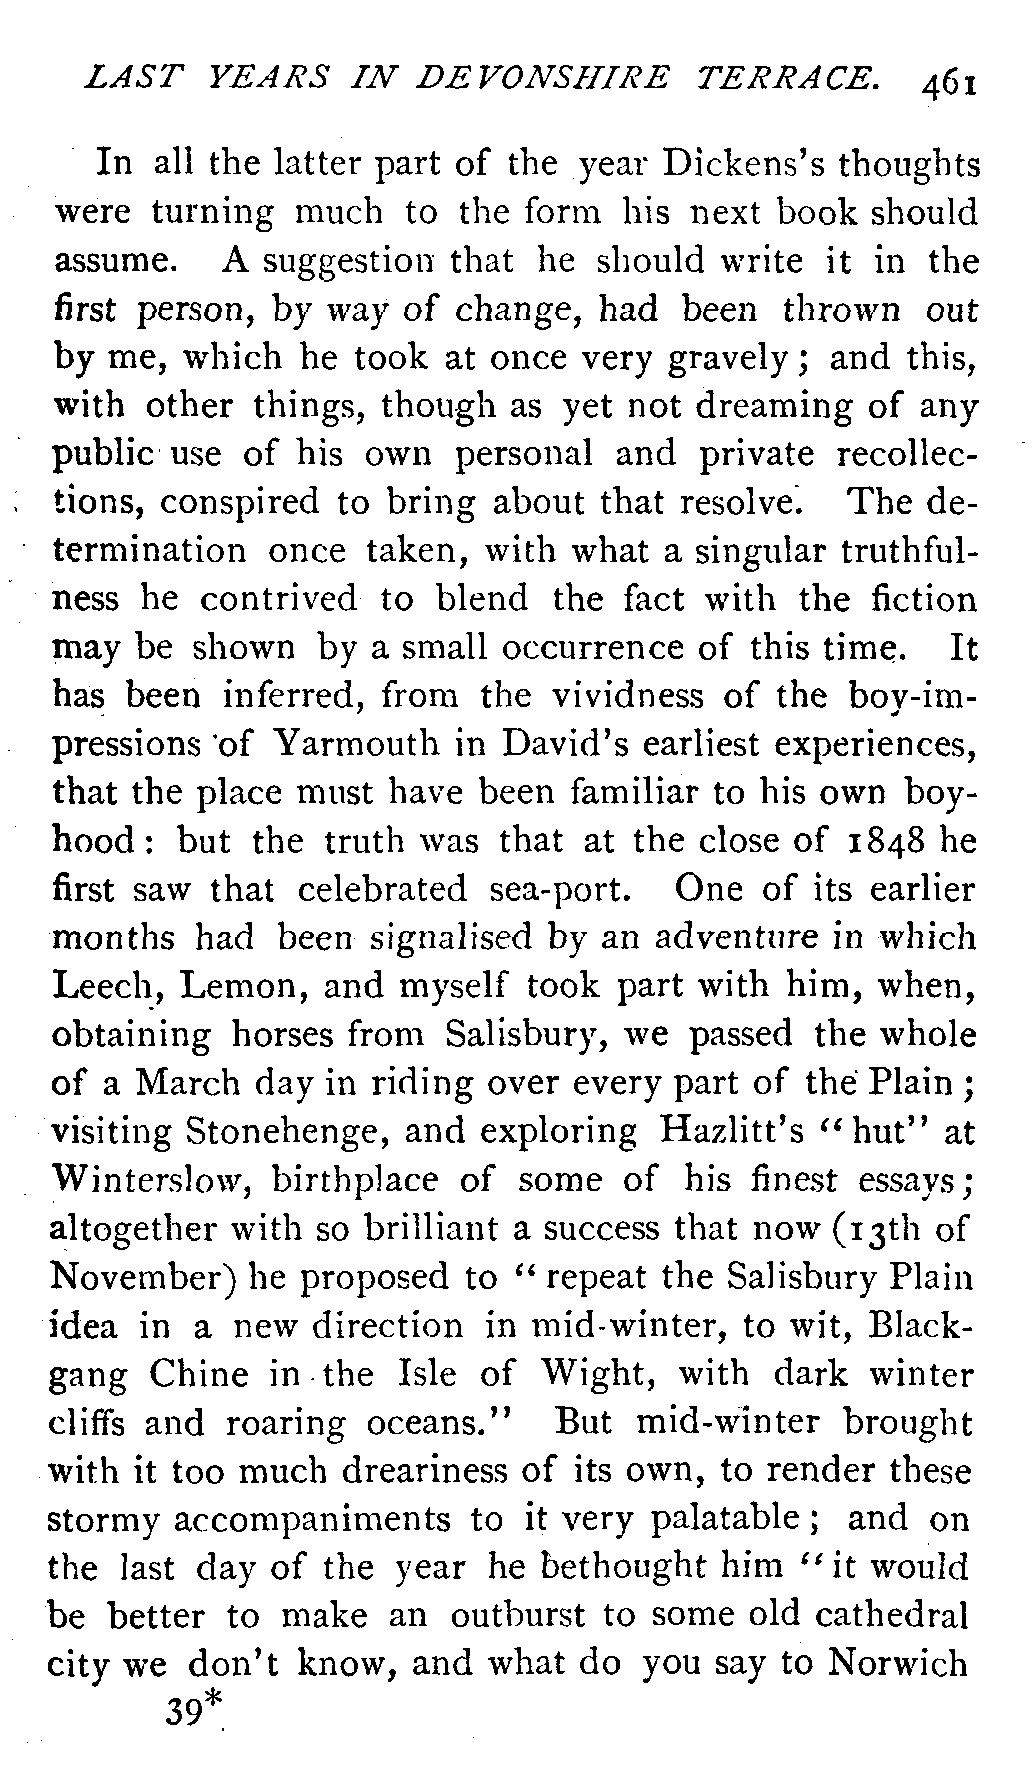 LAST YEARS IN DEVONSHIRE TERRACE. 461
In all the latter part of the year Dickens's thoughts
were turning much to the form his next book should
assume. A suggestion that he should write it in the
first person, by way of change, had been thrown out
by me, which he took at once very gravely; and this,
with other things, though as yet not dreaming of any
public use of his own personal and private recollec-
tions, conspired to bring about that resolve. The de-
termination once taken, with what a singular truthful-
ness he contrived to blend the fact with the fiction
may be shown by a small occurrence of this time. It
has been inferred, from the vividness of the boy-im-
pressions of Yarmouth in David's earliest experiences,
that the place must have been familiar to his own boy-
hood: but the truth was that at the close of 1848 he
first saw that celebrated sea-port. One of its earlier
months had been signalised by an adventure in which
Leech, Lemon, and myself took part with him, when,
obtaining horses from Salisbury, we passed the whole
of a March day in riding over every part of the Plain;
visiting Stonehenge, and exploring Hazlitt's "hut" at
Winterslow, birthplace of some of his finest essays;
altogether with so brilliant a success that now (13th of
November) he proposed to "repeat the Salisbury Plain
idea in a new direction in mid-winter, to wit, Black-
gang Chine in the Isle of Wight, with dark winter
cliffs and roaring oceans." But mid-winter brought
with it too much dreariness of its own, to render these
stormy accompaniments to it very palatable; and on
the last day of the year he bethought him "it would
be better to make an outburst to some old cathedral
city we don't know, and what do you say to Norwich
39*